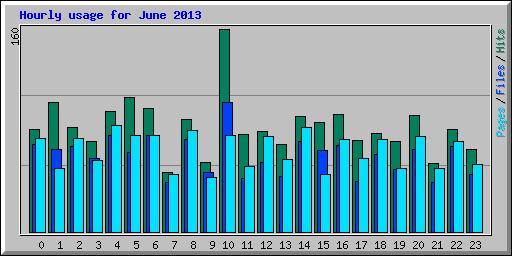 Hourly usage for June 2013
160
Pages / Files / Hits
0 1 2 3 4 5 6 7 8 9 10 11 12 13 14 15 16 17 18 19 20 21 22 23